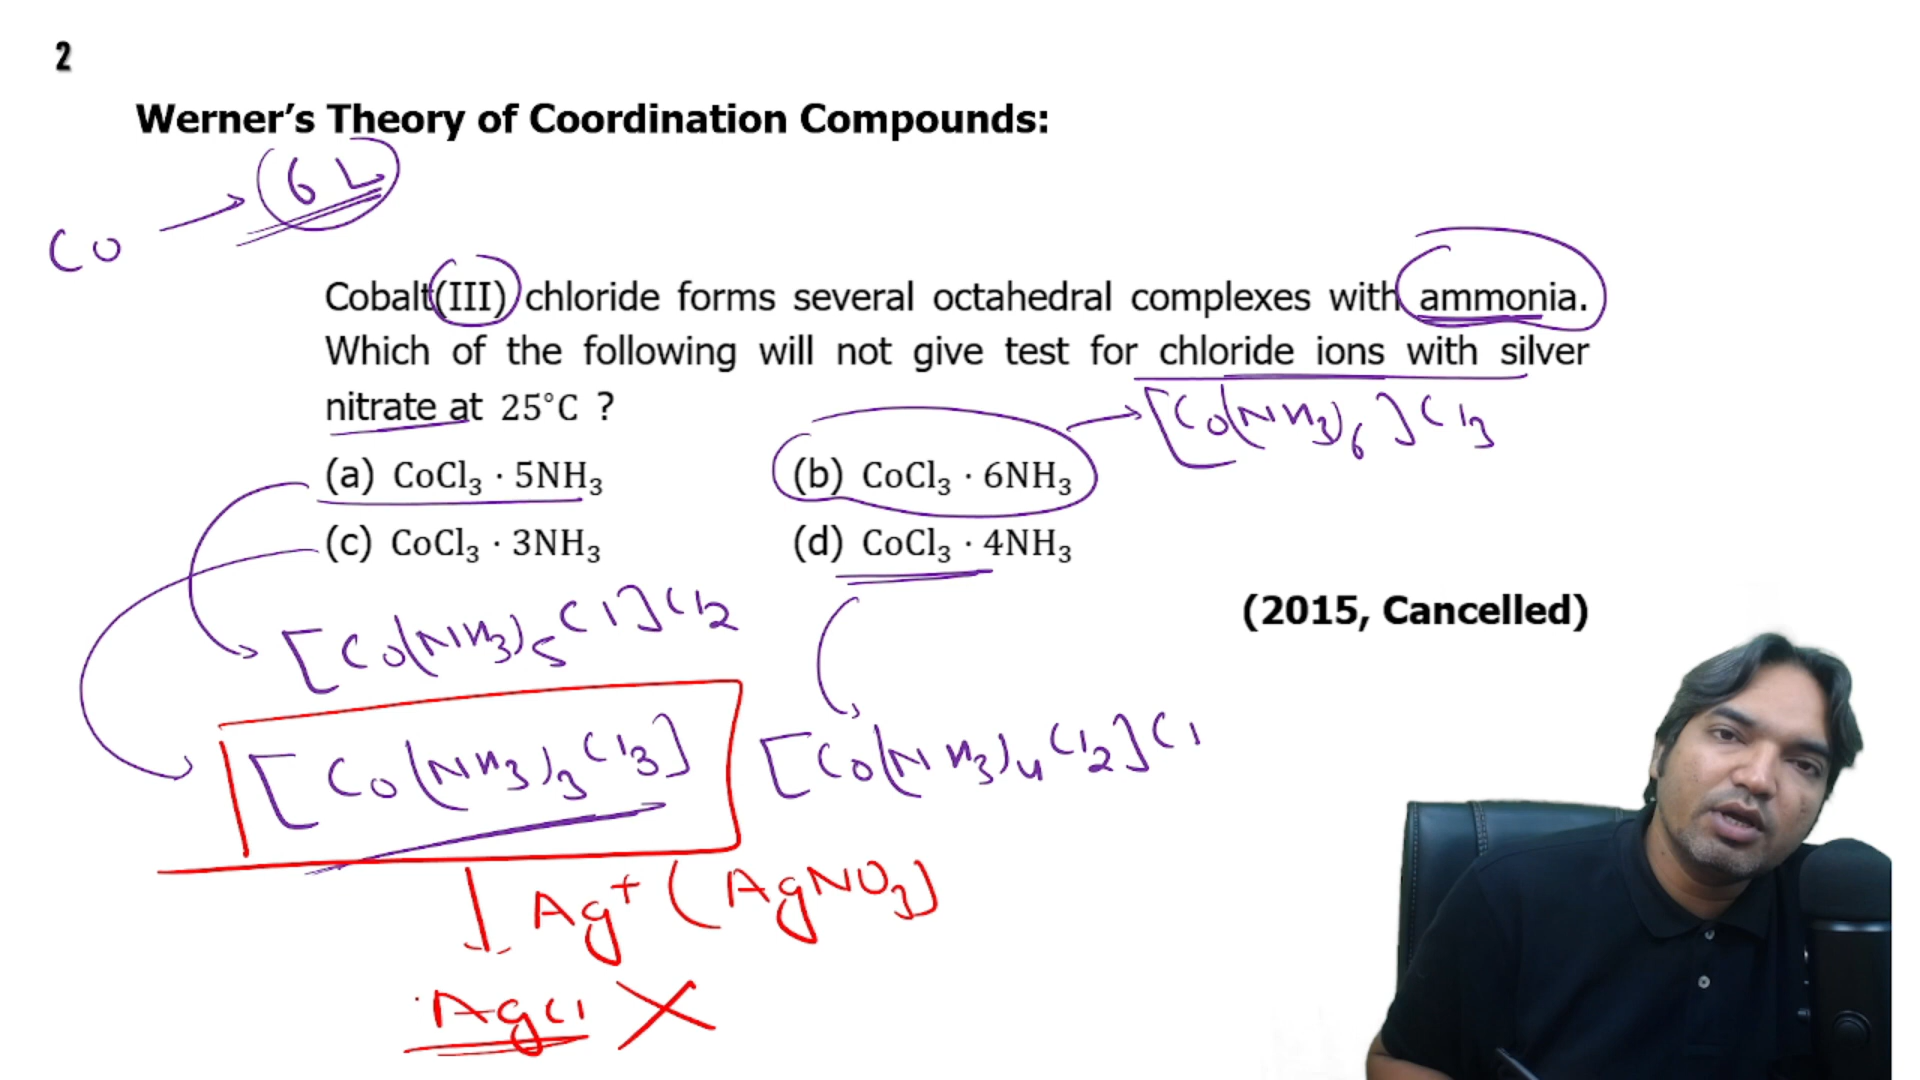 2
Werner’s Theory of Coordination Compounds:
6 L
Co
Cobalt(III) chloride forms several octahedral complexes with ammonia.
Which of the following will not give test for chloride ions with silver
nitrate at 25°C ?
[Co(NH₃)₆]Cl₃
(a) CoCl₃ · 5NH₃
(b) CoCl₃ · 6NH₃
(c) CoCl₃ · 3NH₃
(d) CoCl₃ · 4NH₃
(2015, Cancelled)
[Co(NH₃)₅Cl]Cl₂
[Co(NH₃)₃Cl₃]
[Co(NH₃)₄Cl₂]Cl
Ag⁺ (AgNO₃)
AgCl X